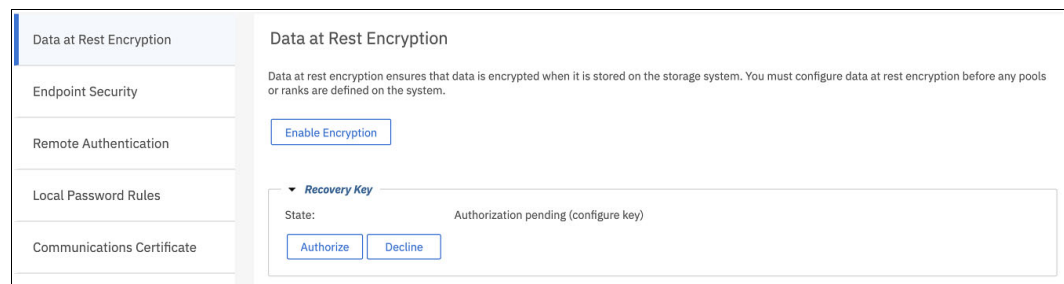 Data at Rest Encryption
Endpoint Security
Remote Authentication
Local Password Rules
Communications Certificate
Data at Rest Encryption
Data at rest encryption ensures that data is encrypted when it is stored on the storage system. You must configure data at rest encryption before any pools
or ranks are defined on the system.
Enable Encryption
Recovery Key
State: Authorization pending (configure key)
Authorize Decline